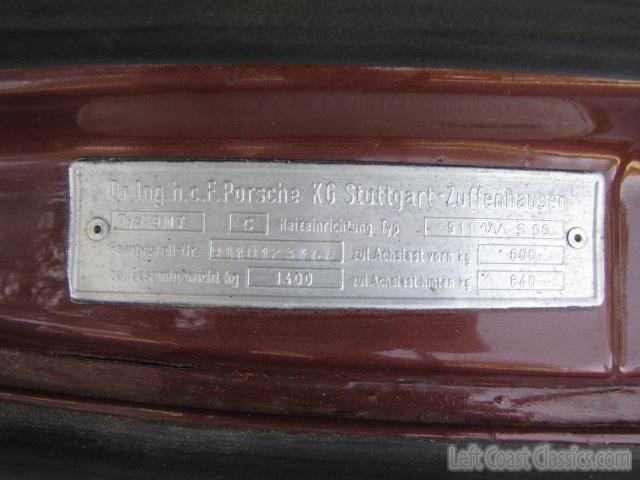 Dr.Ing.h.c.F.Porsche KG Stuttgart-Zuffenhausen
Typ 911T C Heizeinrichtung Typ 911 S 60
Fahrgestell-Nr. zul.Achslast vorn kg 600
zul.Gesamtgewicht kg 1400 zul.Achslast hinten kg 840
Left Coast Classics.com